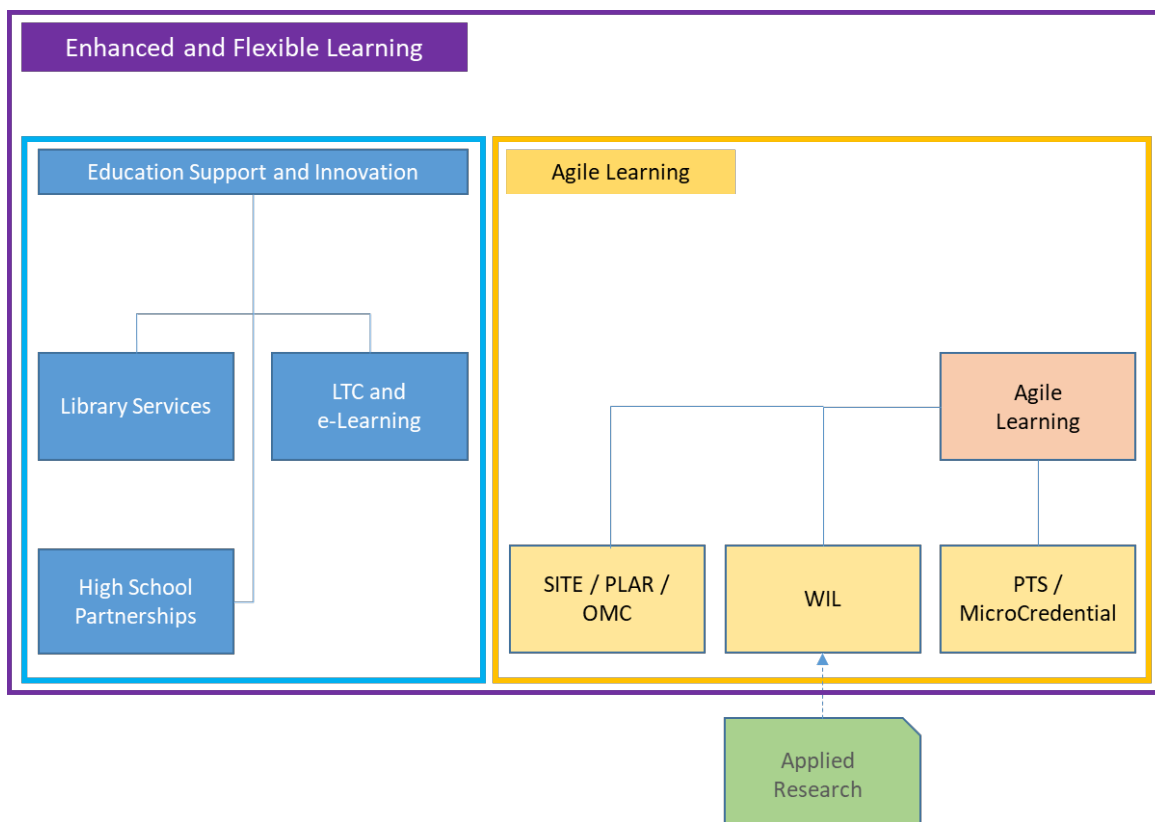 Enhanced and Flexible Learning
Education Support and Innovation
Agile Learning
Library Services
LTC and
e-Learning
Agile
Learning
High School
Partnerships
SITE / PLAR /
OMC
WIL
PTS /
MicroCredential
Applied
Research